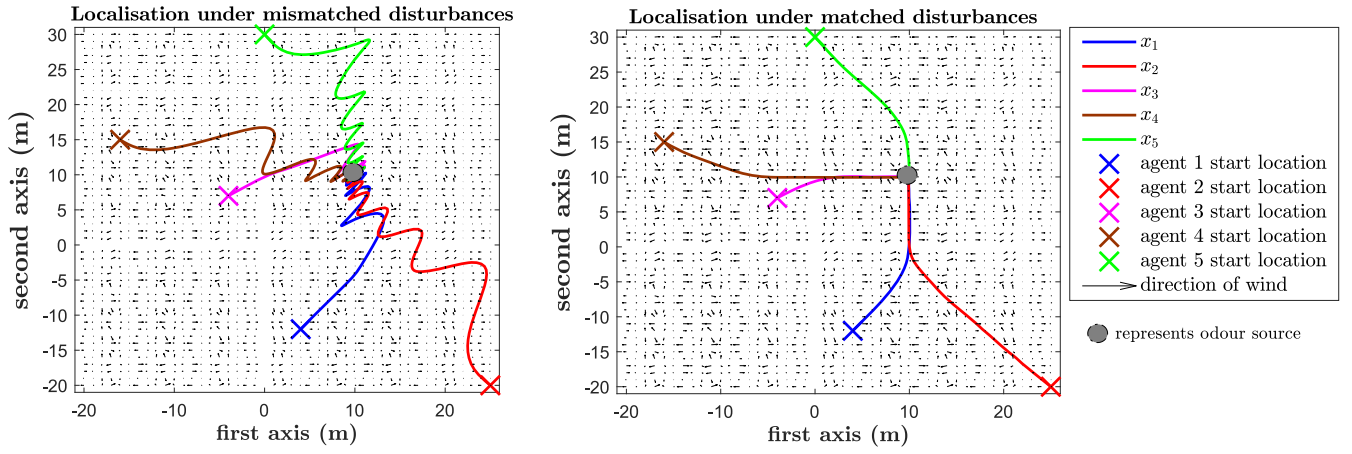 Localisation under mismatched disturbances
30
25
20
15
10
5
0
-5
-10
-15
-20
second axis (m)
-20
-10
0
10
20
first axis (m)
Localisation under matched disturbances
30
25
20
15
10
5
0
-5
-10
-15
-20
second axis (m)
-20
-10
0
10
20
first axis (m)
x₁
x₂
x₃
x₄
x₅
agent 1 start location
agent 2 start location
agent 3 start location
agent 4 start location
agent 5 start location
direction of wind
represents odour source